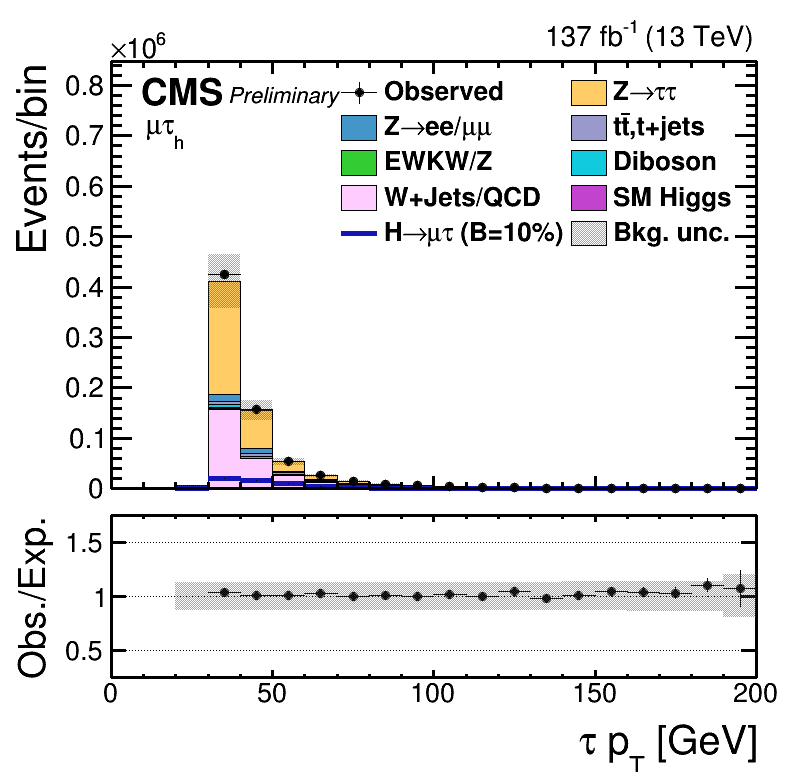 ×10⁶
137 fb⁻¹ (13 TeV)
Events/bin
CMS Preliminary
μτₕ
Observed
Z→ττ
Z→ee/μμ
tt̄,t+jets
EWKW/Z
Diboson
W+Jets/QCD
SM Higgs
H→μτ (B=10%)
Bkg. unc.
0.8
0.7
0.6
0.5
0.4
0.3
0.2
0.1
0
Obs./Exp.
1.5
1
0.5
0 50 100 150 200
τ p_T [GeV]